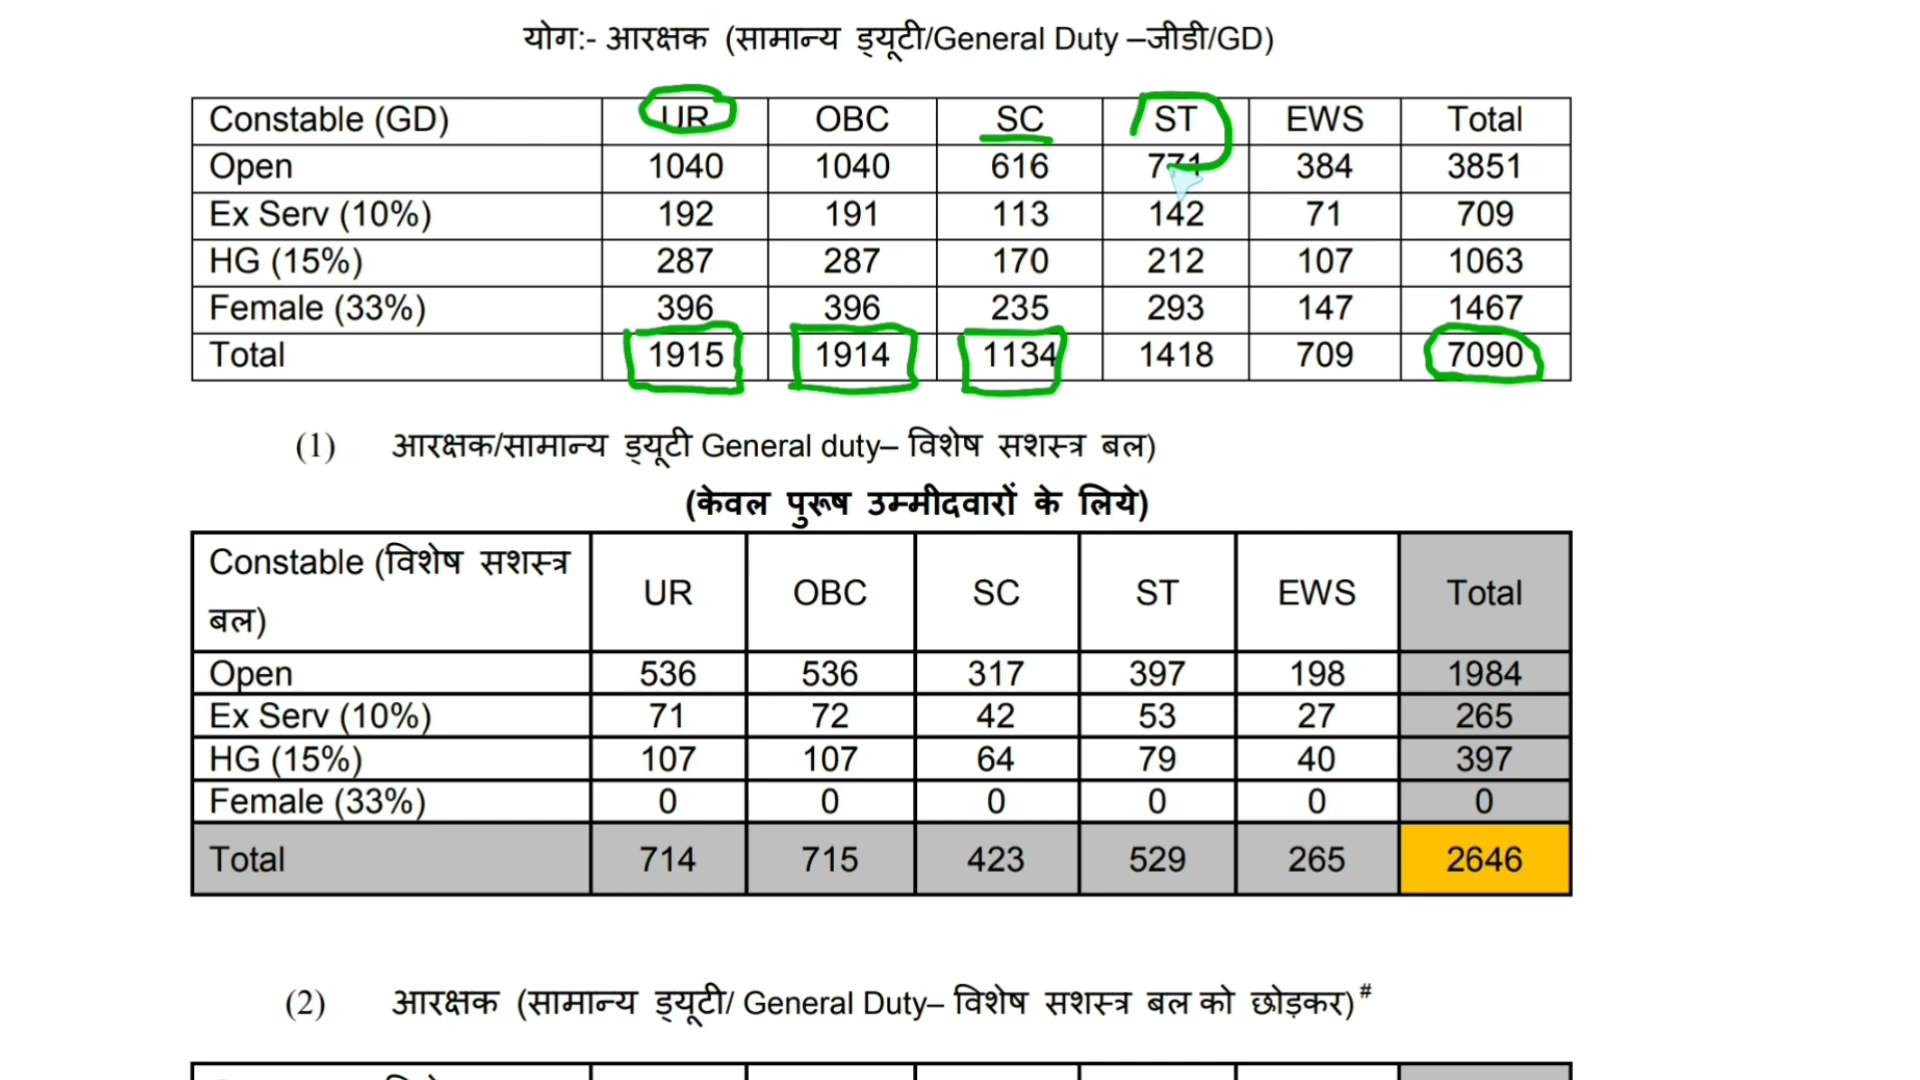 योग:- आरक्षक (सामान्य ड्यूटी/General Duty –जीडी/GD)
Constable (GD) UR OBC SC ST EWS Total
Open 1040 1040 616 771 384 3851
Ex Serv (10%) 192 191 113 142 71 709
HG (15%) 287 287 170 212 107 1063
Female (33%) 396 396 235 293 147 1467
Total 1915 1914 1134 1418 709 7090
(1) आरक्षक/सामान्य ड्यूटी General duty– विशेष सशस्त्र बल)
(केवल पुरूष उम्मीदवारों के लिये)
Constable (विशेष सशस्त्र
बल) UR OBC SC ST EWS Total
Open 536 536 317 397 198 1984
Ex Serv (10%) 71 72 42 53 27 265
HG (15%) 107 107 64 79 40 397
Female (33%) 0 0 0 0 0 0
Total 714 715 423 529 265 2646
(2) आरक्षक (सामान्य ड्यूटी/ General Duty– विशेष सशस्त्र बल को छोड़कर)#